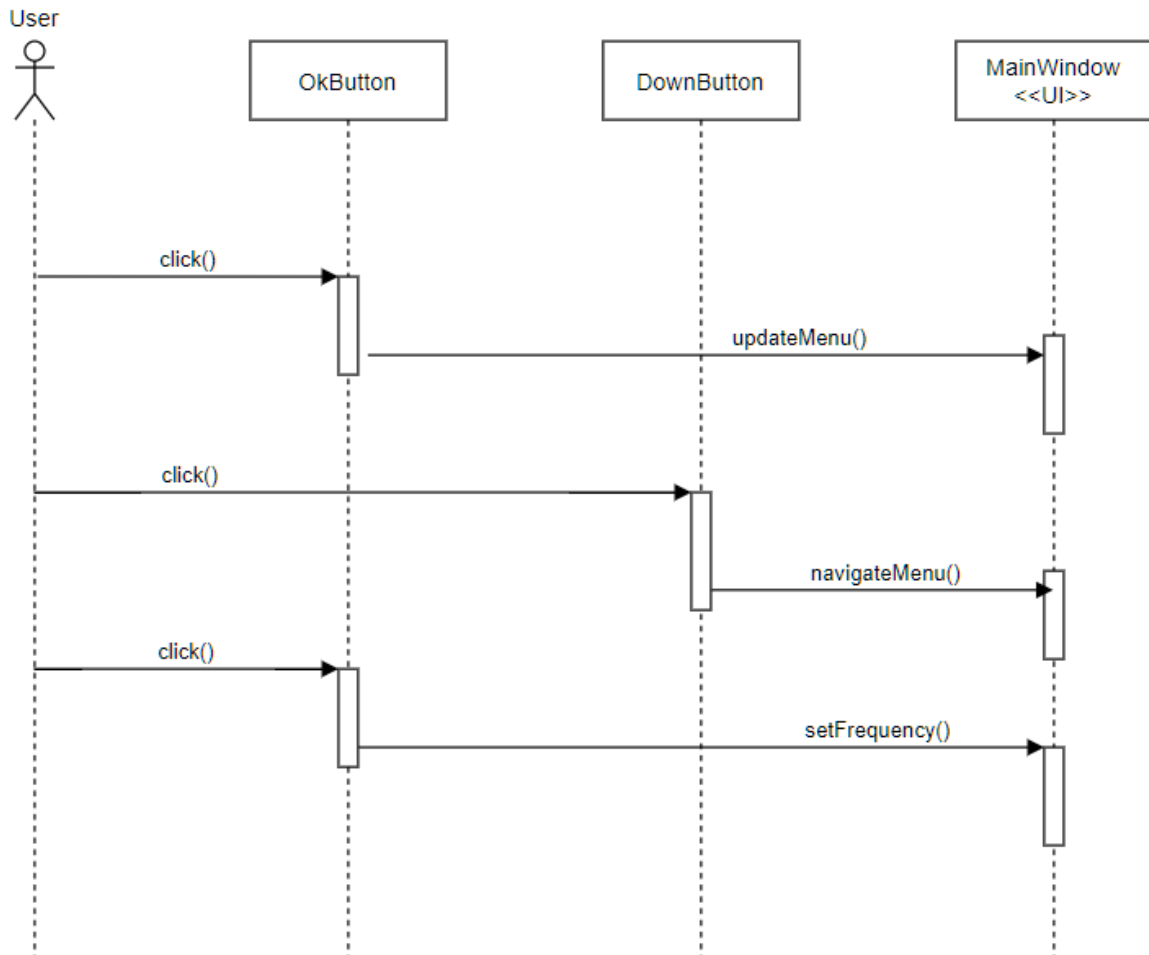 User
OkButton
DownButton
MainWindow
<<UI>>
click()
updateMenu()
click()
navigateMenu()
click()
setFrequency()